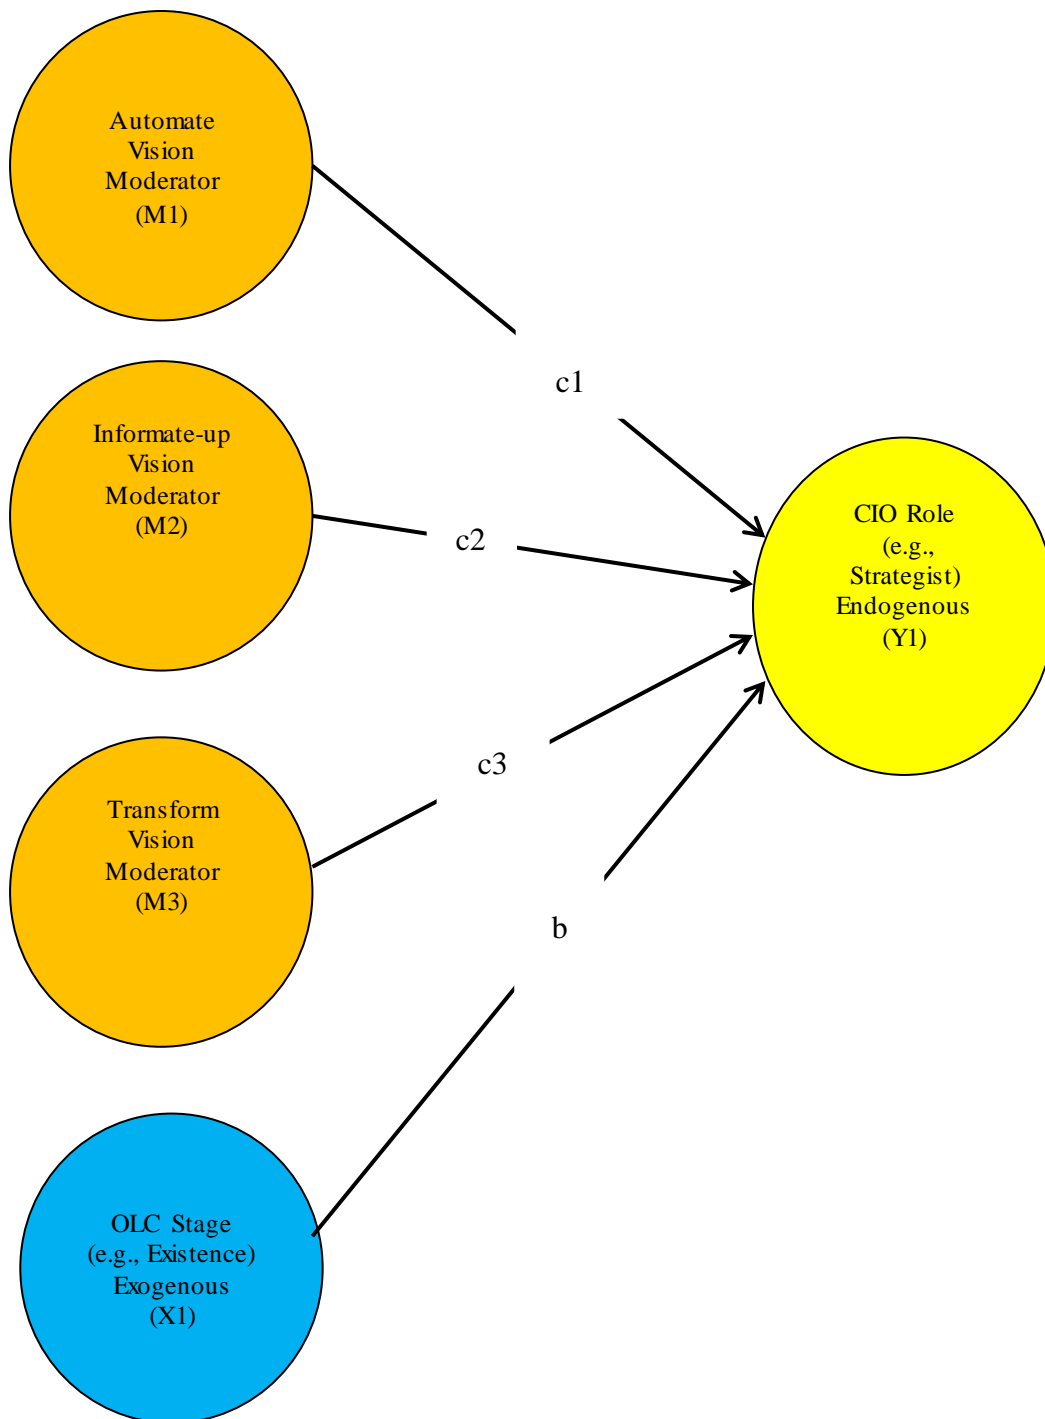 Automate
Vision
Moderator
(M1)
c1
Informate-up
Vision
Moderator
(M2)
c2
CIO Role
(e.g.,
Strategist)
Endogenous
(Y1)
Transform
Vision
Moderator
(M3)
c3
b
OLC Stage
(e.g., Existence)
Exogenous
(X1)